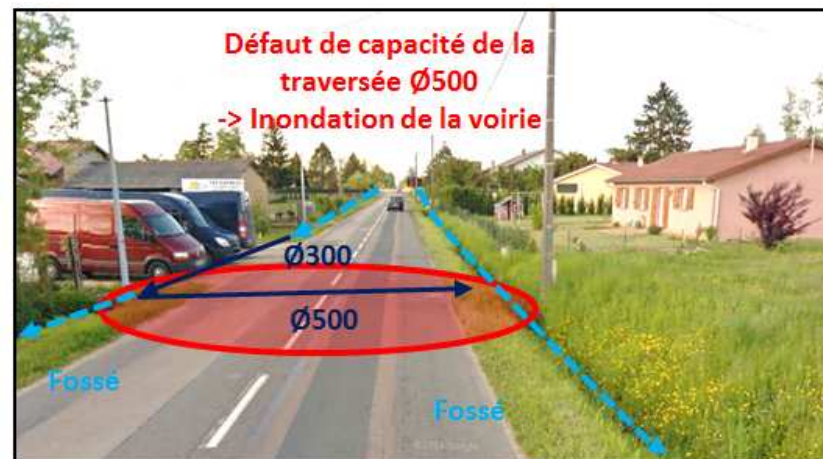 Défaut de capacité de la
traversée Ø500
-> Inondation de la voirie
Ø300
Ø500
Fossé
Fossé